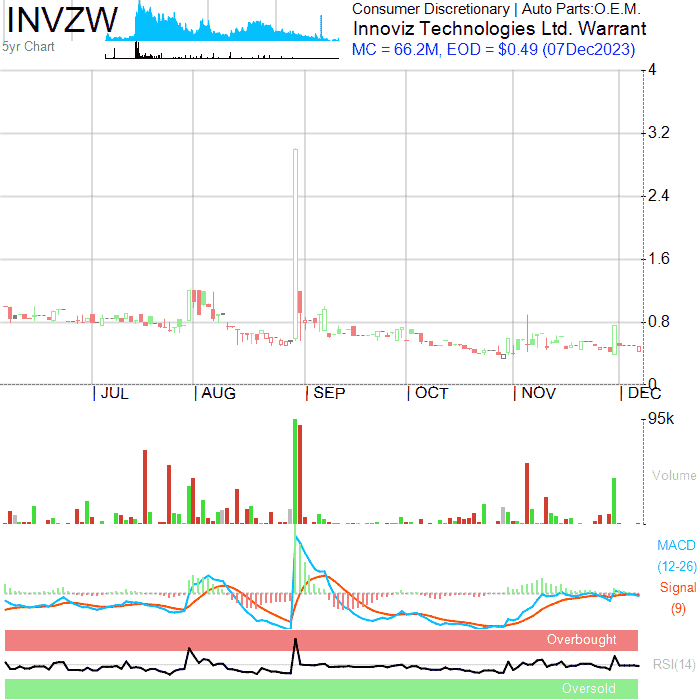 INVZW
5yr Chart
Consumer Discretionary | Auto Parts:O.E.M.
Innoviz Technologies Ltd. Warrant
MC = 66.2M, EOD = $0.49 (07Dec2023)
4
3.2
2.4
1.6
0.8
0
JUL
AUG
SEP
OCT
NOV
DEC
95k
Volume
MACD
(12-26)
Signal
(9)
Overbought
RSI(14)
Oversold